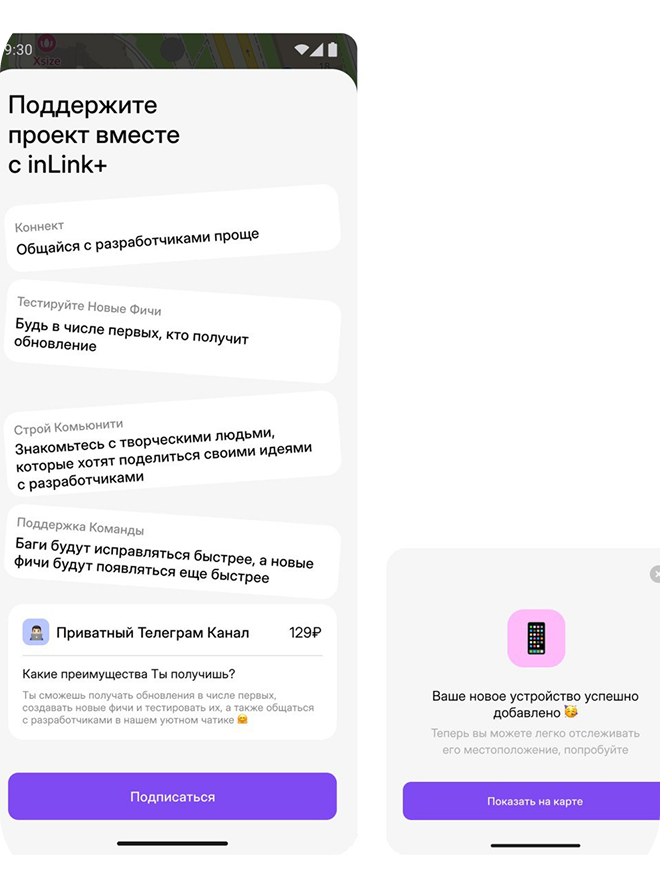 9:30
Xsize
18
Поддержите
проект вместе
с inLink+
Коннект
Общайся с разработчиками проще
Тестируйте Новые Фичи
Будь в числе первых, кто получит
обновление
Строй Комьюнити
Знакомьтесь с творческими людьми,
которые хотят поделиться своими идеями
с разработчиками
Поддержка Команды
Баги будут исправляться быстрее, а новые
фичи будут появляться еще быстрее
Приватный Телеграм Канал 129₽
Какие преимущества Ты получишь?
Ты сможешь получать обновления в числе первых,
создавать новые фичи и тестировать их, а также общаться
с разработчиками в нашем уютном чатике 🤗
Подписаться
Ваше новое устройство успешно
добавлено 🥳
Теперь вы можете легко отслеживать
его местоположение, попробуйте
Показать на карте